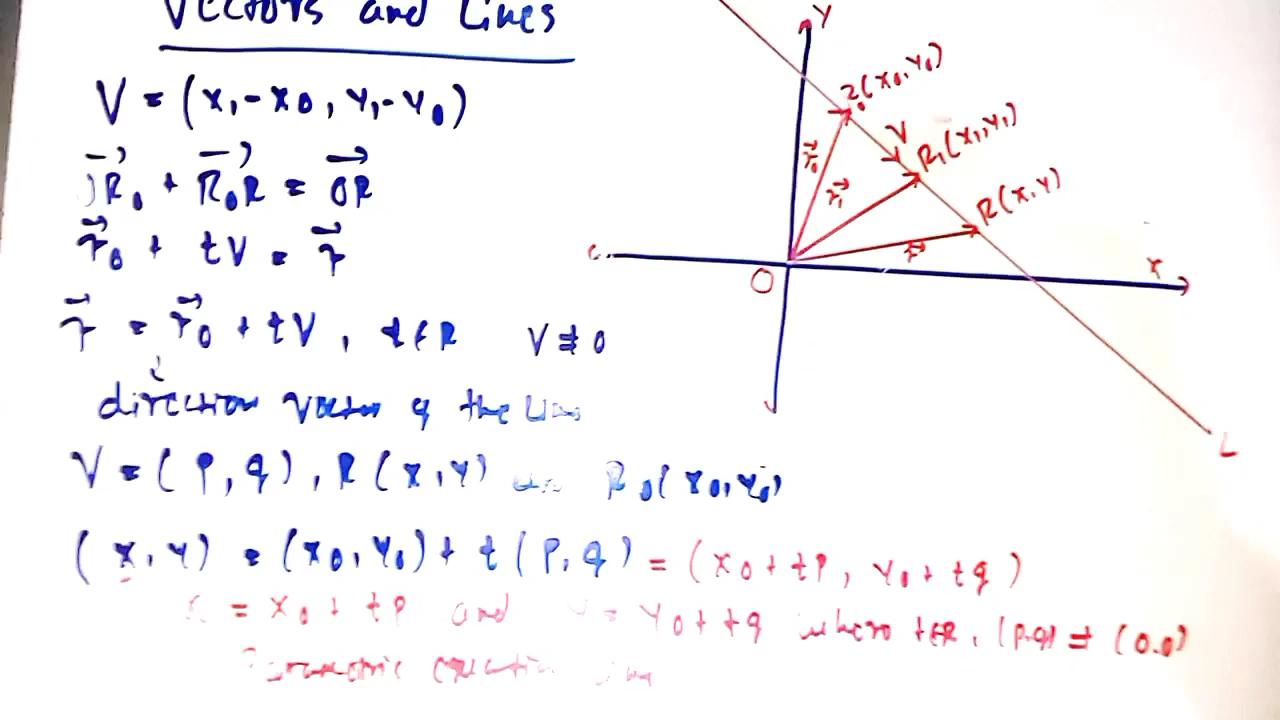 Vectors and Lines
V = (x₁-x₀, y₁-y₀)
R₀ + R₀R = OR
r₀ + tV = r
r = r₀ + tV, t∈R V ≠ 0
direction vector of the Line
V = (P, q), R(x, y) R₀(x₀, y₀)
(x, y) = (x₀, y₀) + t(P, q) = (x₀ + tP, y₀ + tq)
= x₀ + tP and = y₀ + tq where t∈R, (P,q) ≠ (0,0)
Y
(x₀, y₀)
V
R₁(x₁, y₁)
R(x, y)
r₀
r₁
r
O
X
L